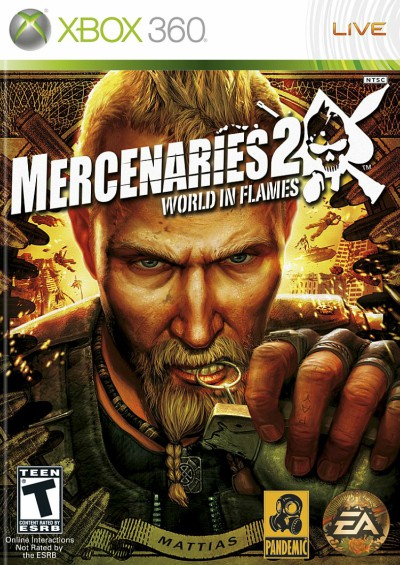 XBOX 360
LIVE
NTSC
MERCENARIES 2
TM
WORLD IN FLAMES
TEEN
T
CONTENT RATED BY
ESRB
Online Interactions
Not Rated by
the ESRB
MATTIAS
PANDEMIC
EA